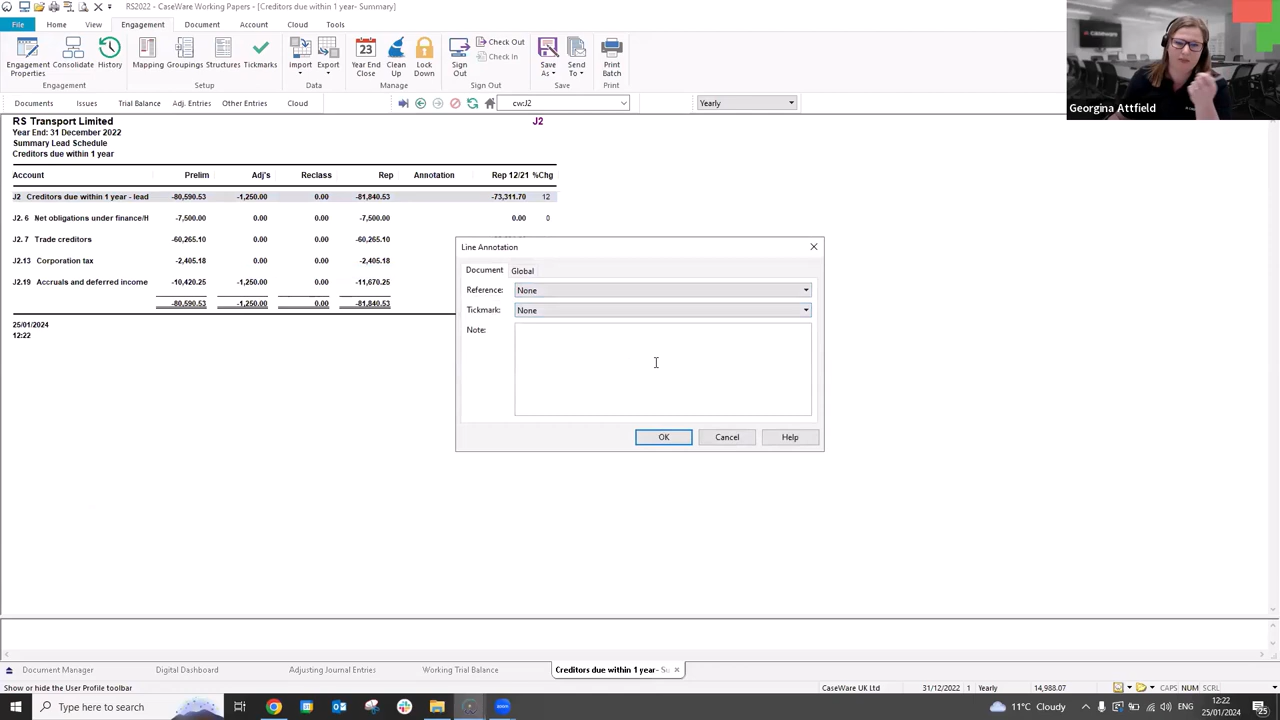 RS2022 - CaseWare Working Papers - [Creditors due within 1 year- Summary]
File Home View Engagement Document Account Cloud Tools
Engagement Properties Consolidate History Mapping Groupings Structures Tickmarks Import Export Year End Close Clean Up Lock Down Sign Out Check Out Check In Save As Send To Print Batch
23
Engagement Setup Data Manage Sign Out Save Print
Documents Issues Trial Balance Adj. Entries Other Entries Cloud cw:J2 Yearly
Georgina Attfield
RS Transport Limited J2
Year End: 31 December 2022
Summary Lead Schedule
Creditors due within 1 year
Account Prelim Adj's Reclass Rep Annotation Rep 12/21 %Chg
J2 Creditors due within 1 year - lead -80,590.53 -1,250.00 0.00 -81,840.53 -73,311.70 12
J2. 6 Net obligations under finance/H -7,500.00 0.00 0.00 -7,500.00 0.00 0
J2. 7 Trade creditors -60,265.10 0.00 0.00 -60,265.10
J2.13 Corporation tax -2,405.18 0.00 0.00 -2,405.18
J2.19 Accruals and deferred income -10,420.25 -1,250.00 0.00 -11,670.25
-80,590.53 -1,250.00 0.00 -81,840.53
25/01/2024
12:22
Line Annotation
Document Global
Reference: None
Tickmark: None
Note:
OK Cancel Help
Document Manager Digital Dashboard Adjusting Journal Entries Working Trial Balance Creditors due within 1 year- Su
Show or hide the User Profile toolbar CaseWare UK Ltd 31/12/2022 1 Yearly 14,988.07 CAPS NUM SCRL
Type here to search 11°C Cloudy ENG 12:22
25/01/2024 25